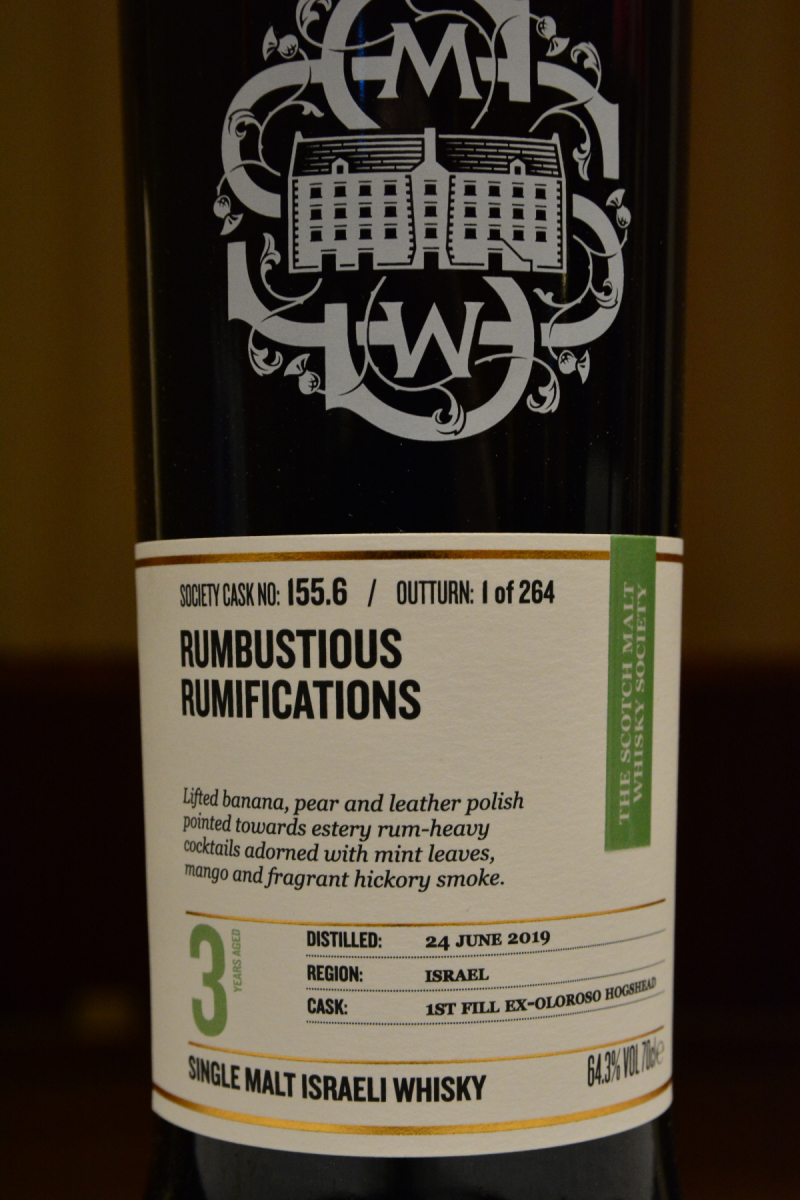 M
W
SOCIETY CASK NO: 155.6 / OUTTURN: 1 of 264
RUMBUSTIOUS
RUMIFICATIONS
THE SCOTCH MALT
WHISKY SOCIETY
Lifted banana, pear and leather polish
pointed towards estery rum-heavy
cocktails adorned with mint leaves,
mango and fragrant hickory smoke.
3 YEARS AGED
DISTILLED: 24 JUNE 2019
REGION: ISRAEL
CASK: 1ST FILL EX-OLOROSO HOGSHEAD
SINGLE MALT ISRAELI WHISKY
64.3% VOL 70cl e